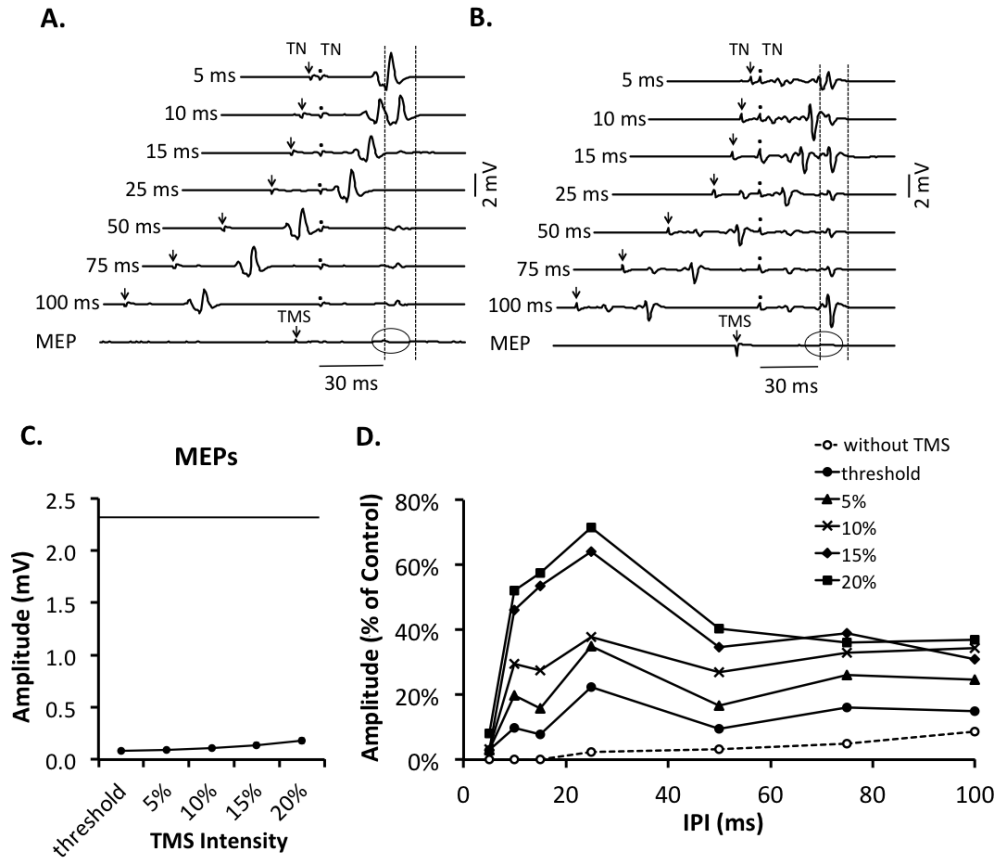 A.
TN TN
5 ms
10 ms
15 ms
25 ms
50 ms
75 ms
100 ms
TMS
MEP
30 ms
2 mV
B.
TN TN
5 ms
10 ms
15 ms
25 ms
50 ms
75 ms
100 ms
TMS
MEP
30 ms
2 mV
C.
MEPs
Amplitude (mV)
2.5
2.0
1.5
1.0
0.5
0.0
threshold
5%
10%
15%
20%
TMS Intensity
D.
Amplitude (% of Control)
80%
60%
40%
20%
0%
0
20
40
60
80
100
IPI (ms)
without TMS
threshold
5%
10%
15%
20%